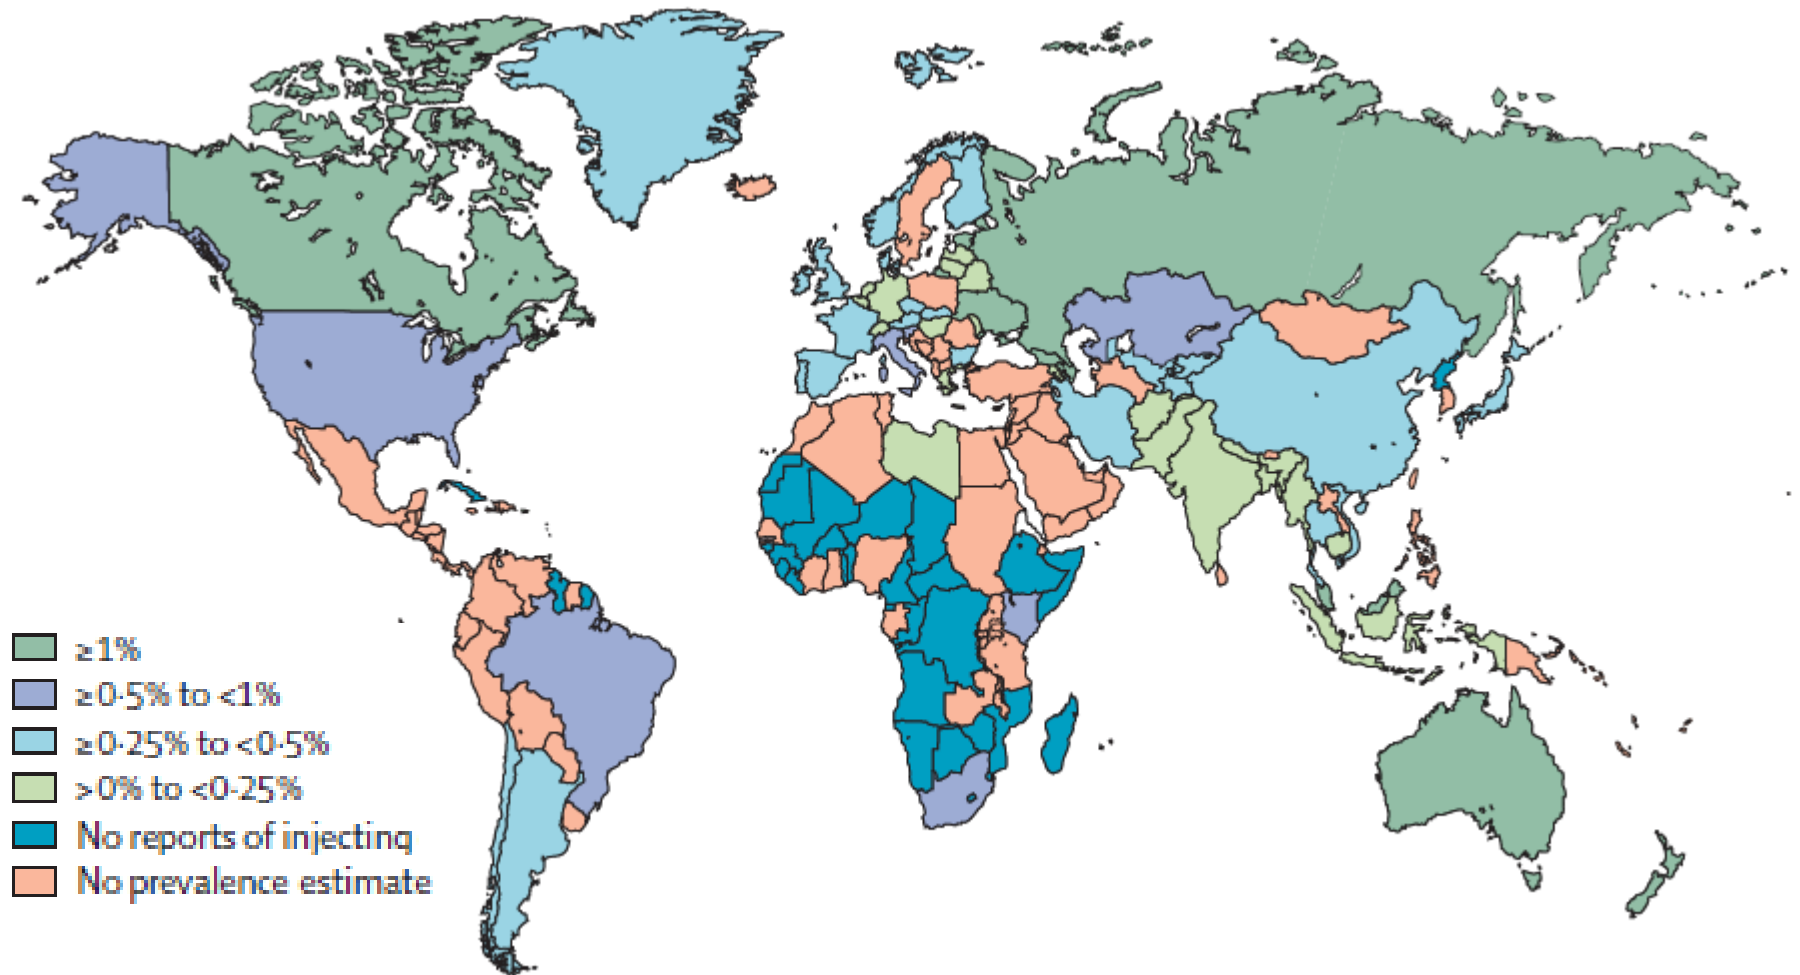 ≥1%
≥0·5% to <1%
≥0·25% to <0·5%
>0% to <0·25%
No reports of injecting
No prevalence estimate